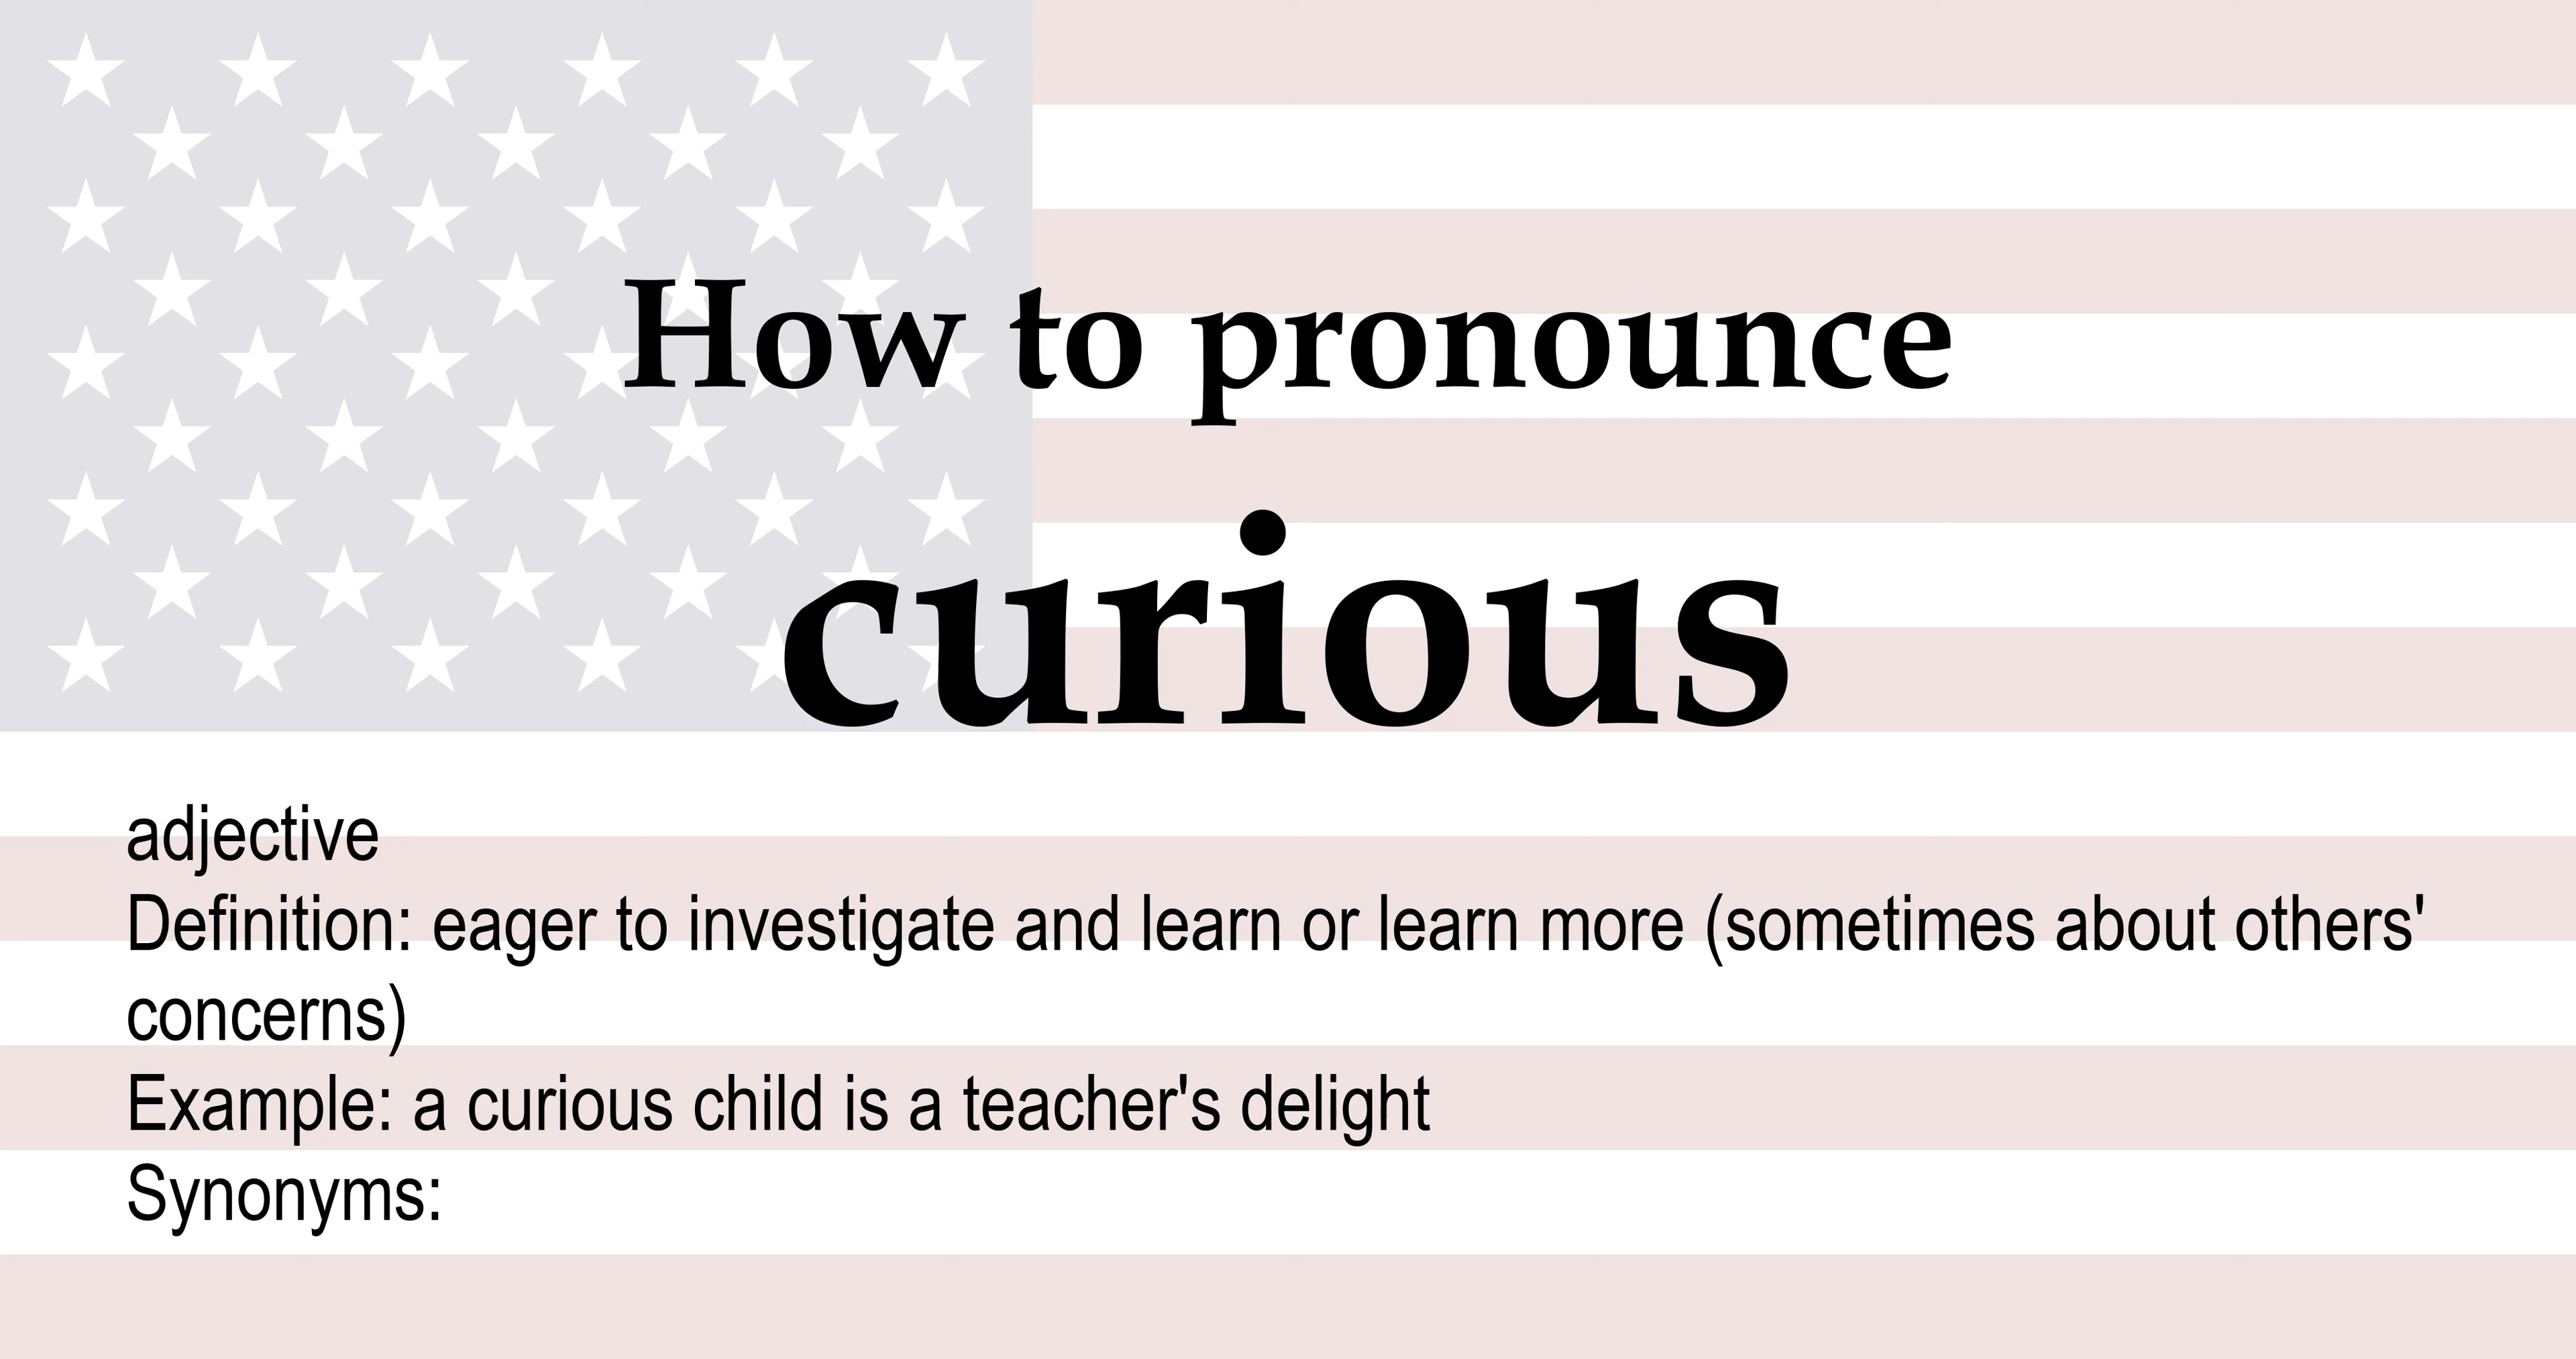 How to pronounce
curious
adjective
Definition: eager to investigate and learn or learn more (sometimes about others'
concerns)
Example: a curious child is a teacher's delight
Synonyms: